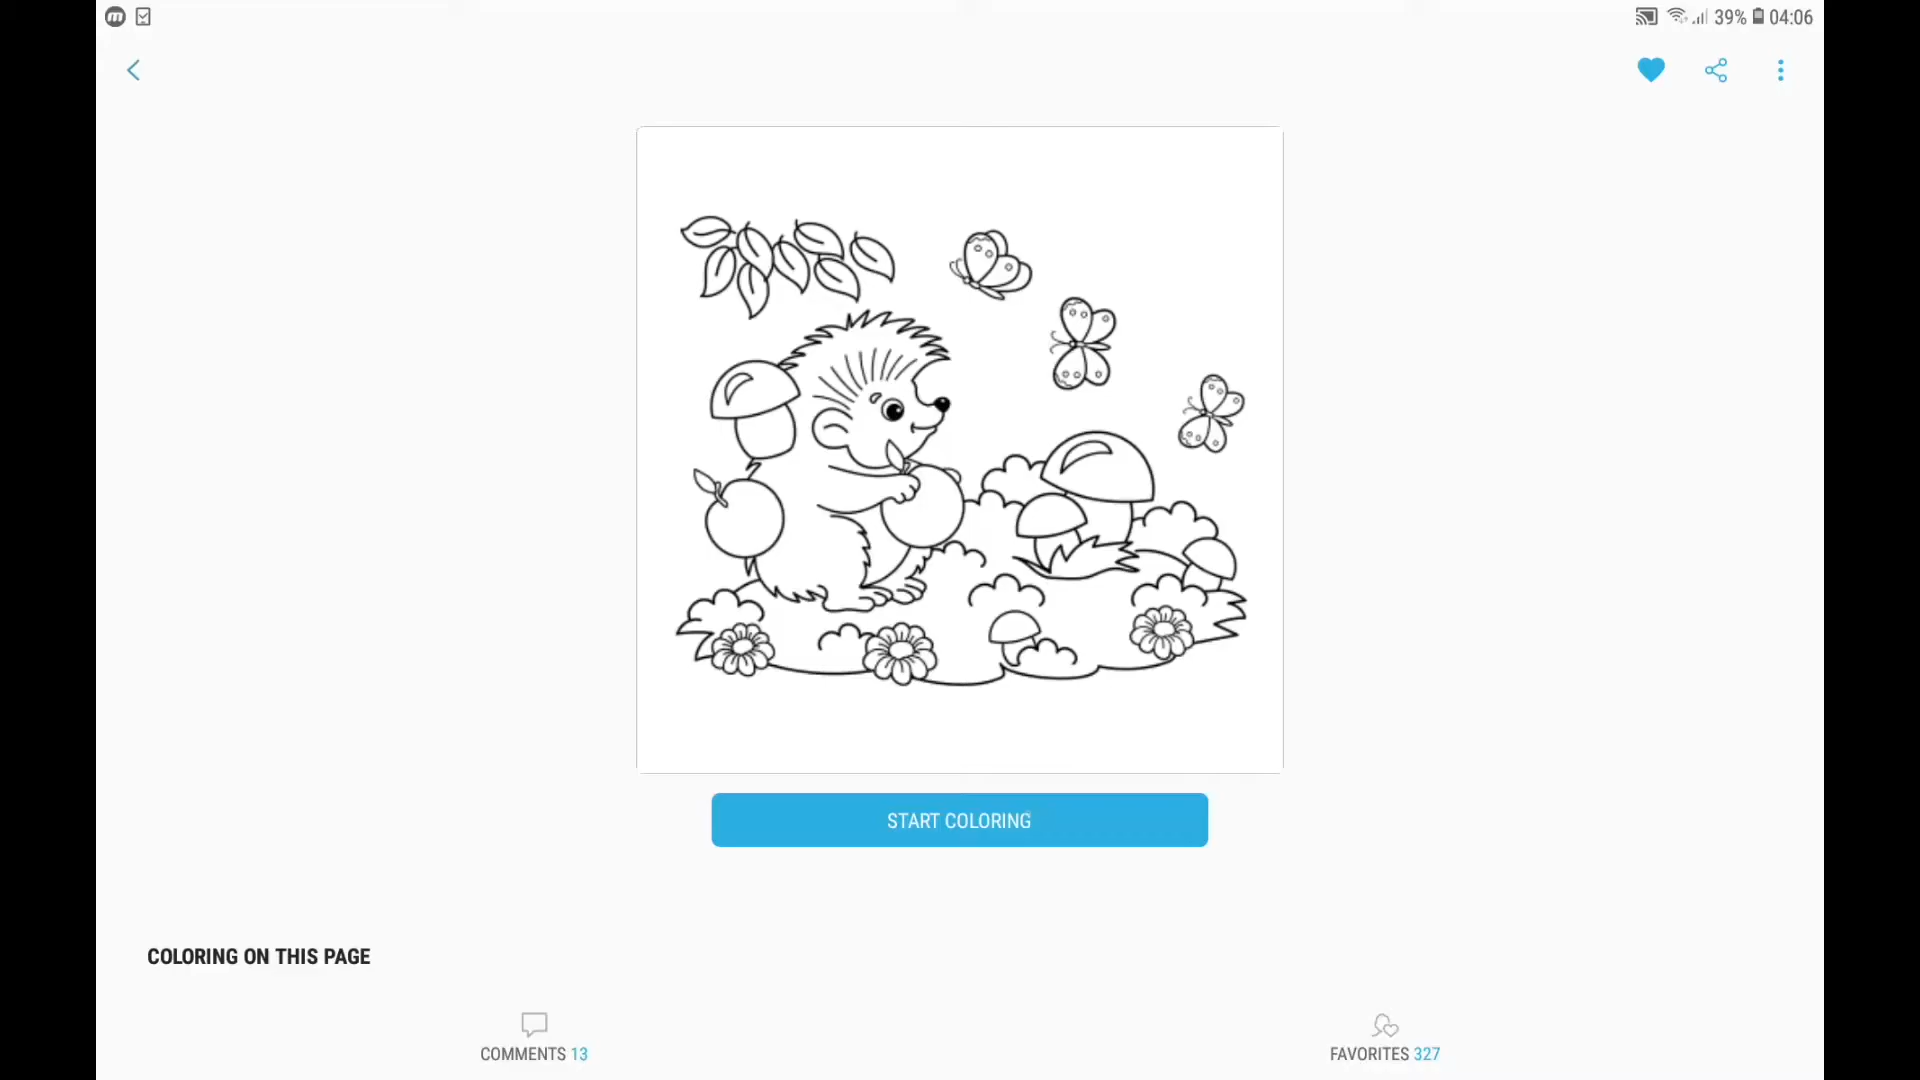 39% 04:06
START COLORING
COLORING ON THIS PAGE
COMMENTS 13
FAVORITES 327